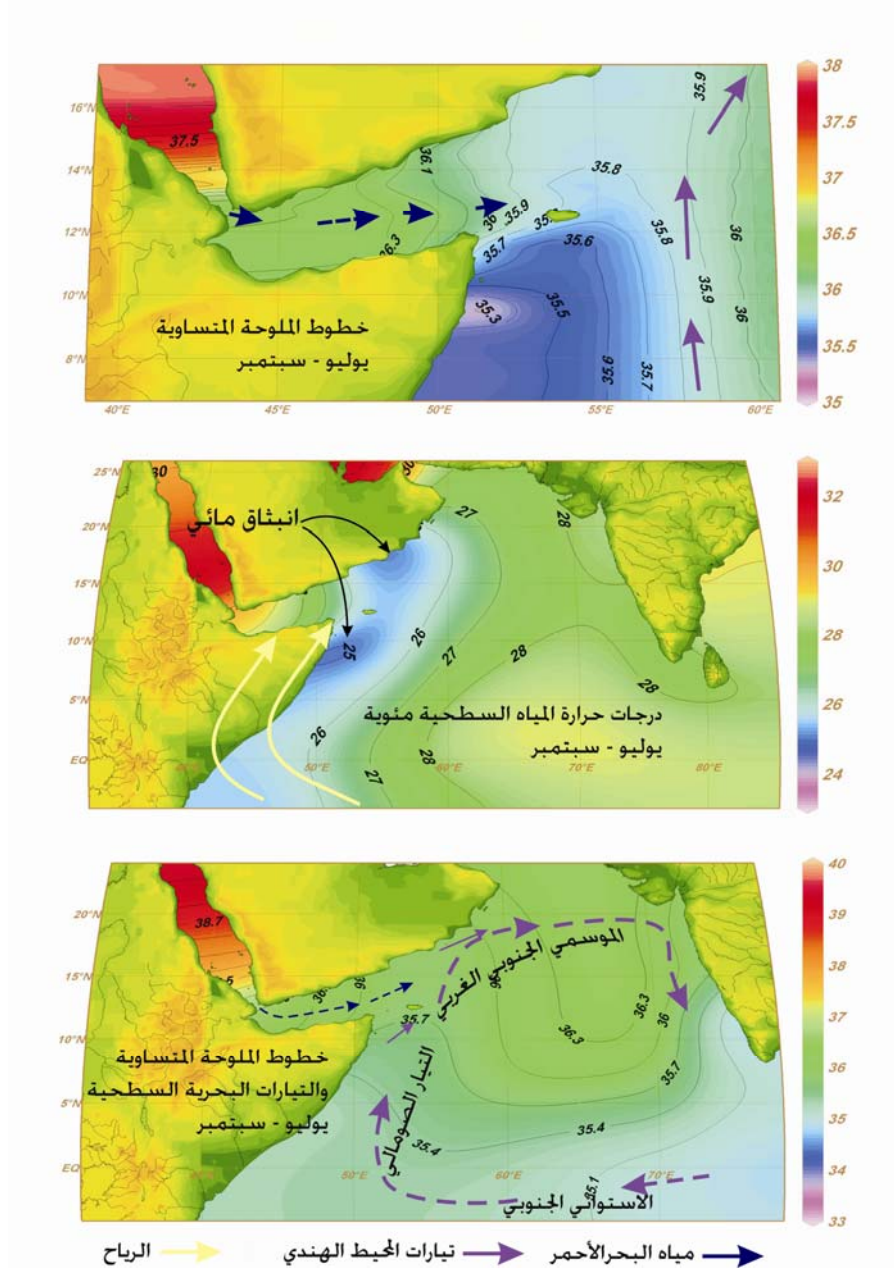 38
37.5
37
36.5
36
35.5
35
16°N
14°N
12°N
10°N
8°N
40°E
45°E
50°E
55°E
60°E
37.5
36.1
36.3
36
35.9
35.7
35.6
35.5
35.3
35.6
35.7
35.8
35.8
35.9
35.9
36
36
خطوط الملوحة المتساوية
يوليو - سبتمبر
32
30
28
26
24
25°N
20°N
15°N
10°N
5°N
EQ
50°E
70°E
80°E
30
30
27
28
26
25
27
28
28
26
27
28
انبثاق مائي
درجات حرارة المياه السطحية مئوية
يوليو - سبتمبر
40
39
38
37
36
35
34
33
20°N
15°N
10°N
5°N
EQ
50°E
60°E
70°E
38.7
36
35.7
36.3
36.3
36
35.7
35.4
35.4
35.1
الموسمي الجنوبي الغربي
التيار الصومالي
الاستوائي الجنوبي
خطوط الملوحة المتساوية
والتيارات البحرية السطحية
يوليو - سبتمبر
مياه البحرالأحمر
تيارات المحيط الهندي
الرياح